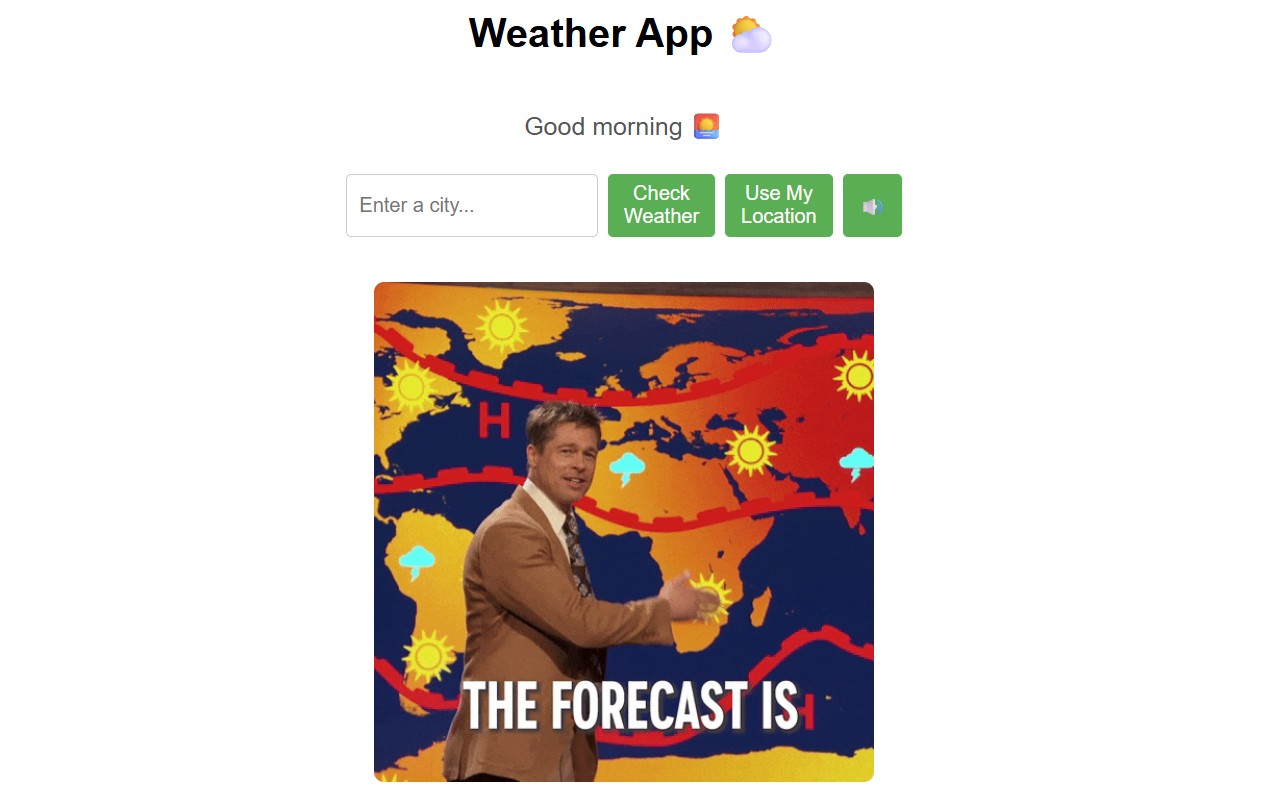 Weather App
Good morning
Enter a city...
Check
Weather
Use My
Location
H
THE FORECAST IS
H